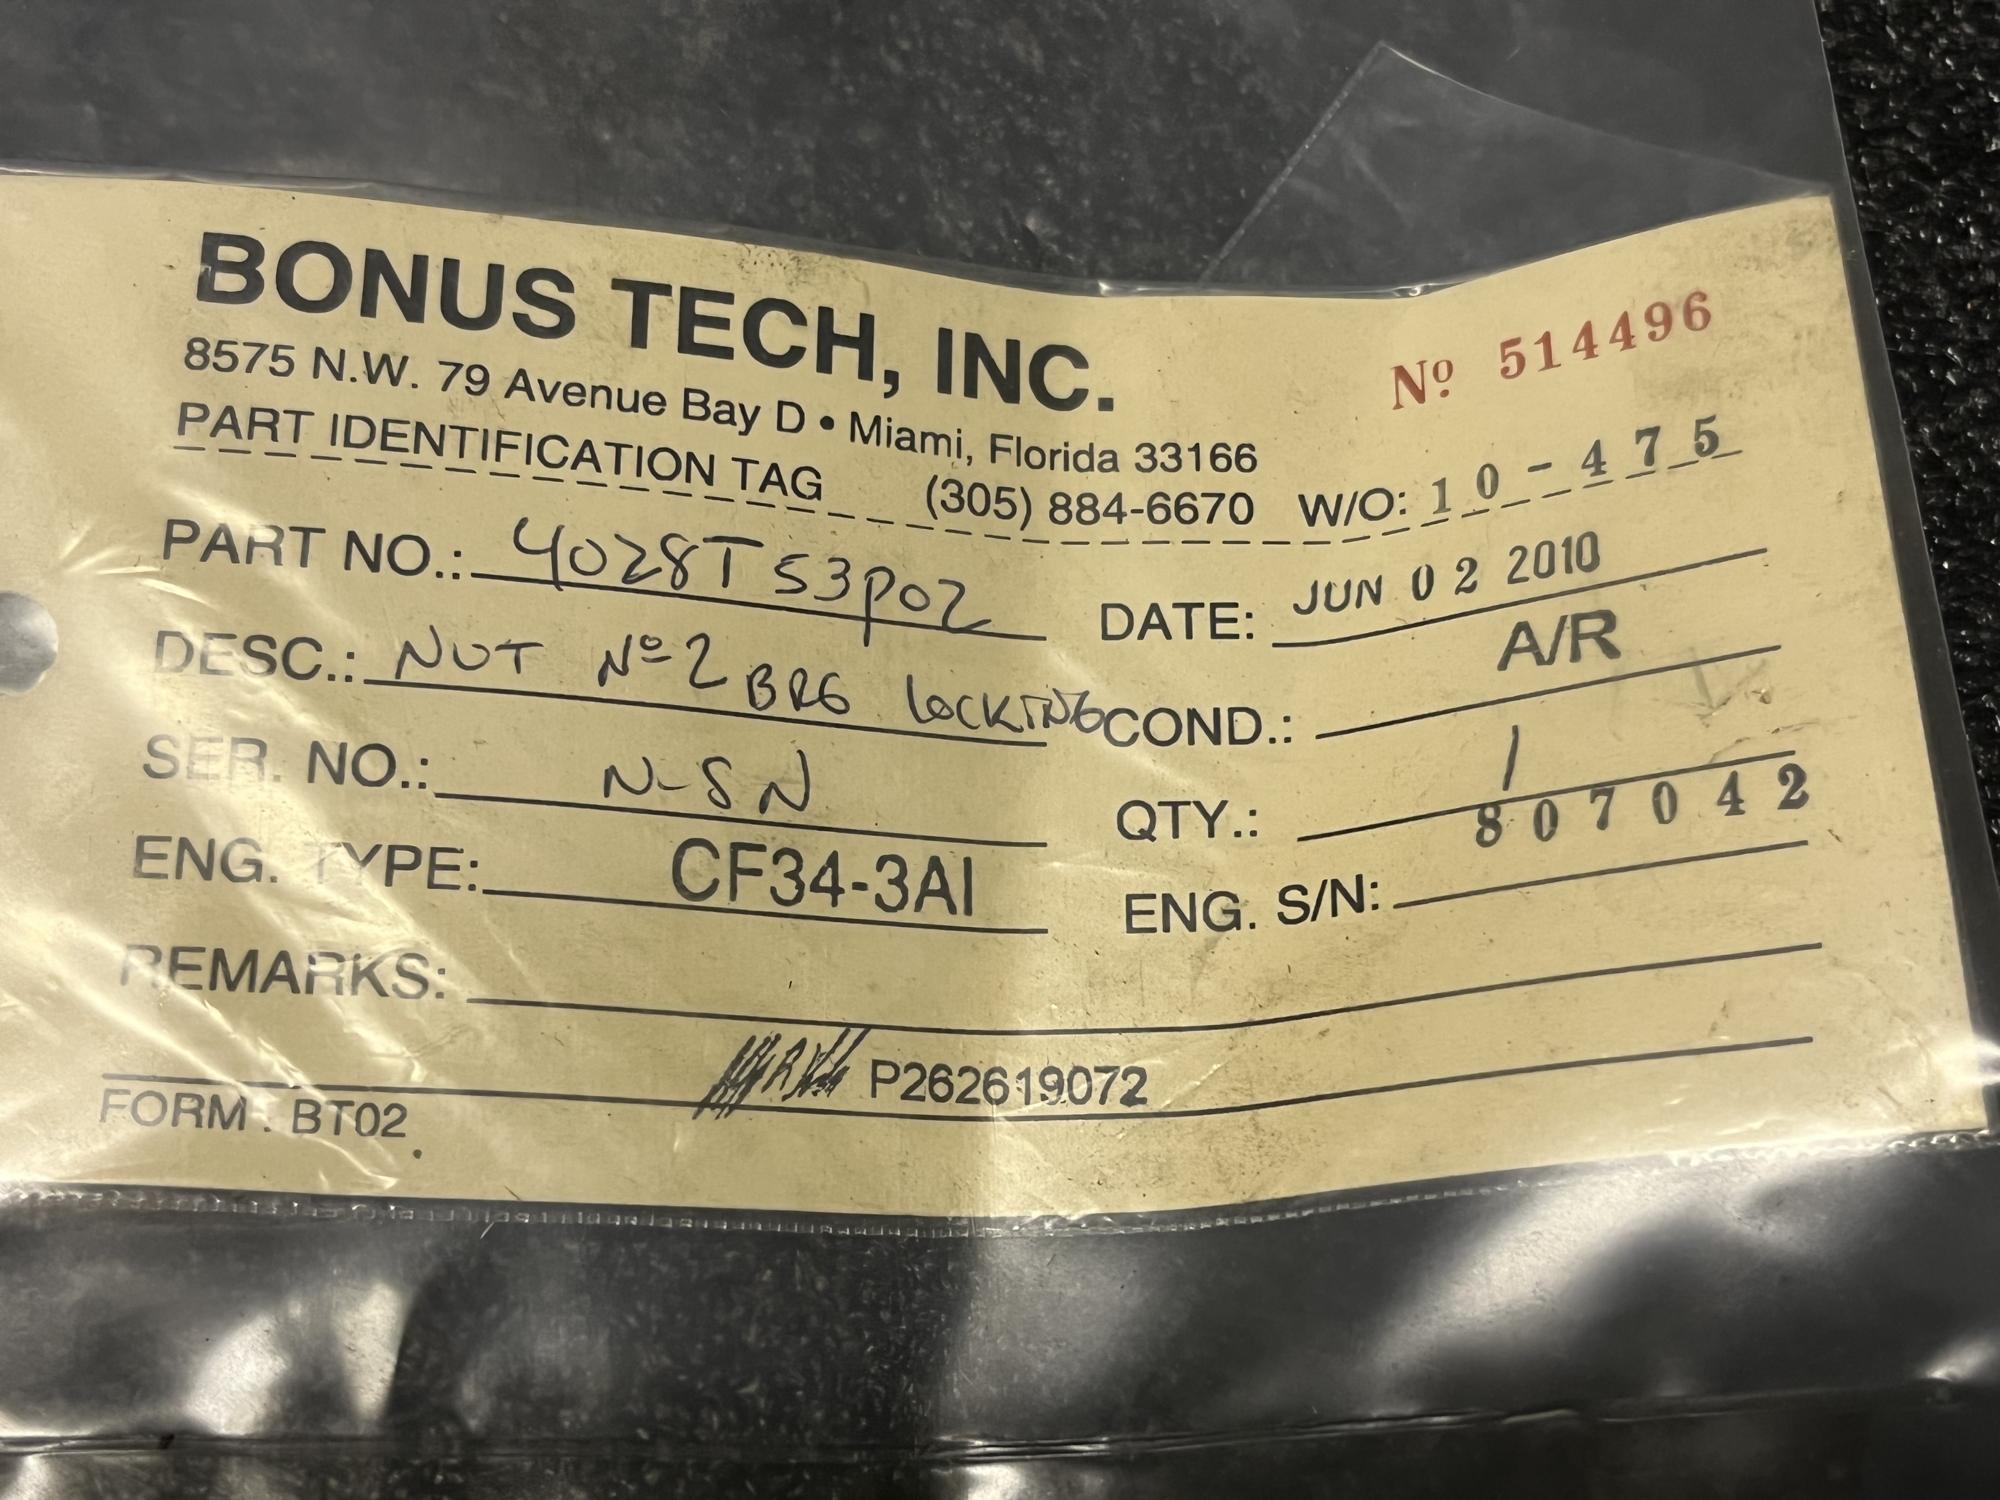 BONUS TECH, INC.
Nº 514496
8575 N.W. 79 Avenue Bay D • Miami, Florida 33166
PART IDENTIFICATION TAG (305) 884-6670 W/O: 10-475
PART NO.: 4028T53P02
DATE: JUN 02 2010
DESC.: NUT Nº 2 BRG LOCKING
COND.: A/R
SER. NO.: N-SN
QTY.: 1
ENG. TYPE: CF34-3A1
ENG. S/N: 807042
REMARKS:
P262619072
FORM : BT02